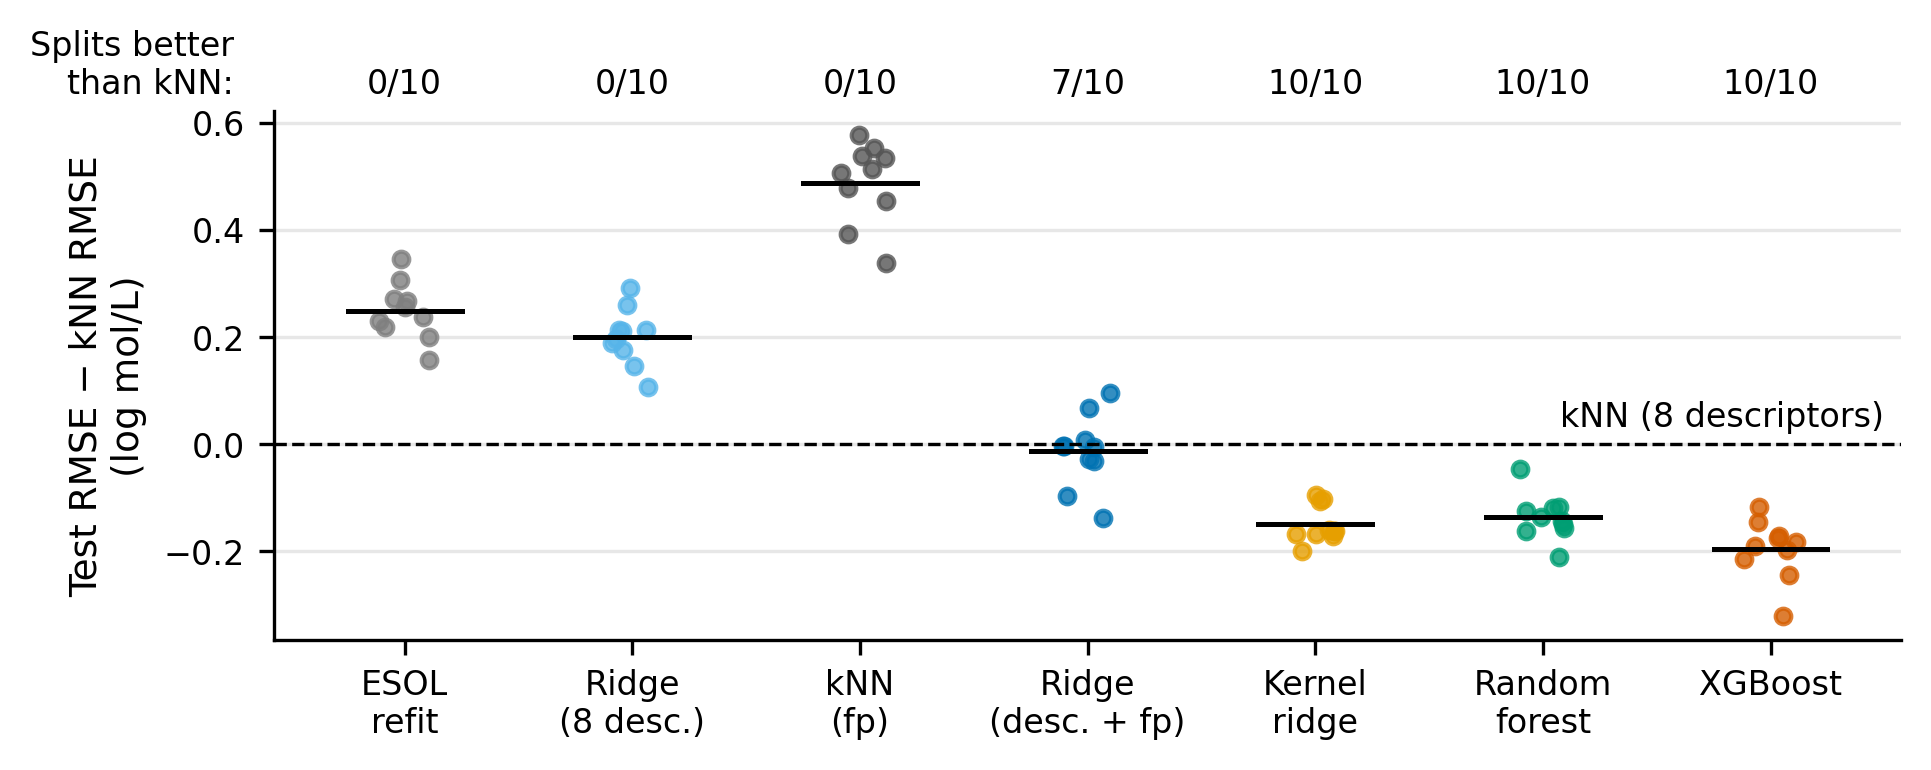 Splits better
than kNN:
0/10 0/10 0/10 7/10 10/10 10/10 10/10
Test RMSE − kNN RMSE
(log mol/L)
0.6
0.4
0.2
0.0
−0.2
kNN (8 descriptors)
ESOL
refit
Ridge
(8 desc.)
kNN
(fp)
Ridge
(desc. + fp)
Kernel
ridge
Random
forest
XGBoost